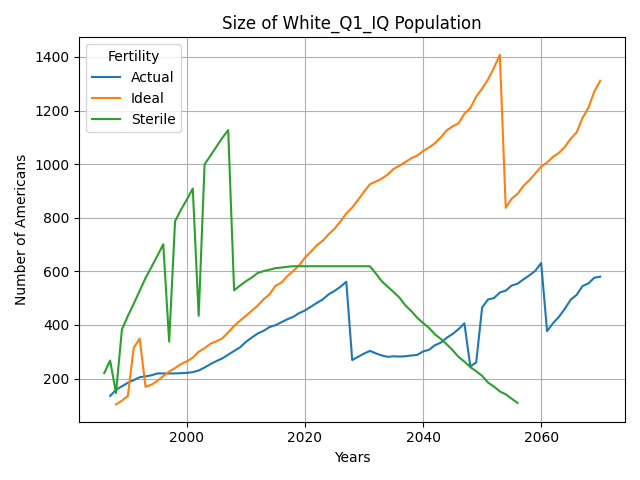 Size of White_Q1_IQ Population
Fertility
Actual
Ideal
Sterile
Number of Americans
1400
1200
1000
800
600
400
200
2000
2020
2040
2060
Years